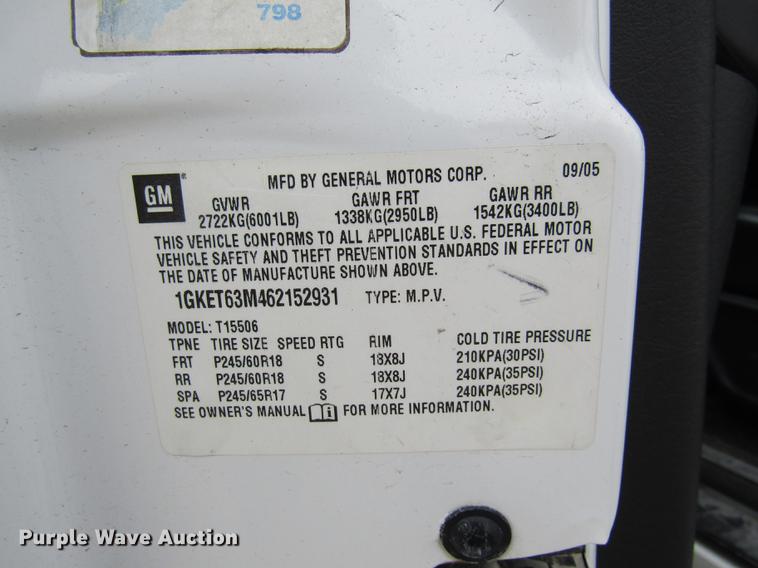 798
GM
MFD BY GENERAL MOTORS CORP. 09/05
GVWR GAWR FRT GAWR RR
2722KG(6001LB) 1338KG(2950LB) 1542KG(3400LB)
THIS VEHICLE CONFORMS TO ALL APPLICABLE U.S. FEDERAL MOTOR
VEHICLE SAFETY AND THEFT PREVENTION STANDARDS IN EFFECT ON
THE DATE OF MANUFACTURE SHOWN ABOVE.
1GKET63M462152931 TYPE: M.P.V.
MODEL: T15506
TPNE TIRE SIZE SPEED RTG RIM COLD TIRE PRESSURE
FRT P245/60R18 S 18X8J 210KPA(30PSI)
RR P245/60R18 S 18X8J 240KPA(35PSI)
SPA P245/65R17 S 17X7J 240KPA(35PSI)
SEE OWNER'S MANUAL i FOR MORE INFORMATION.
Purple Wave Auction